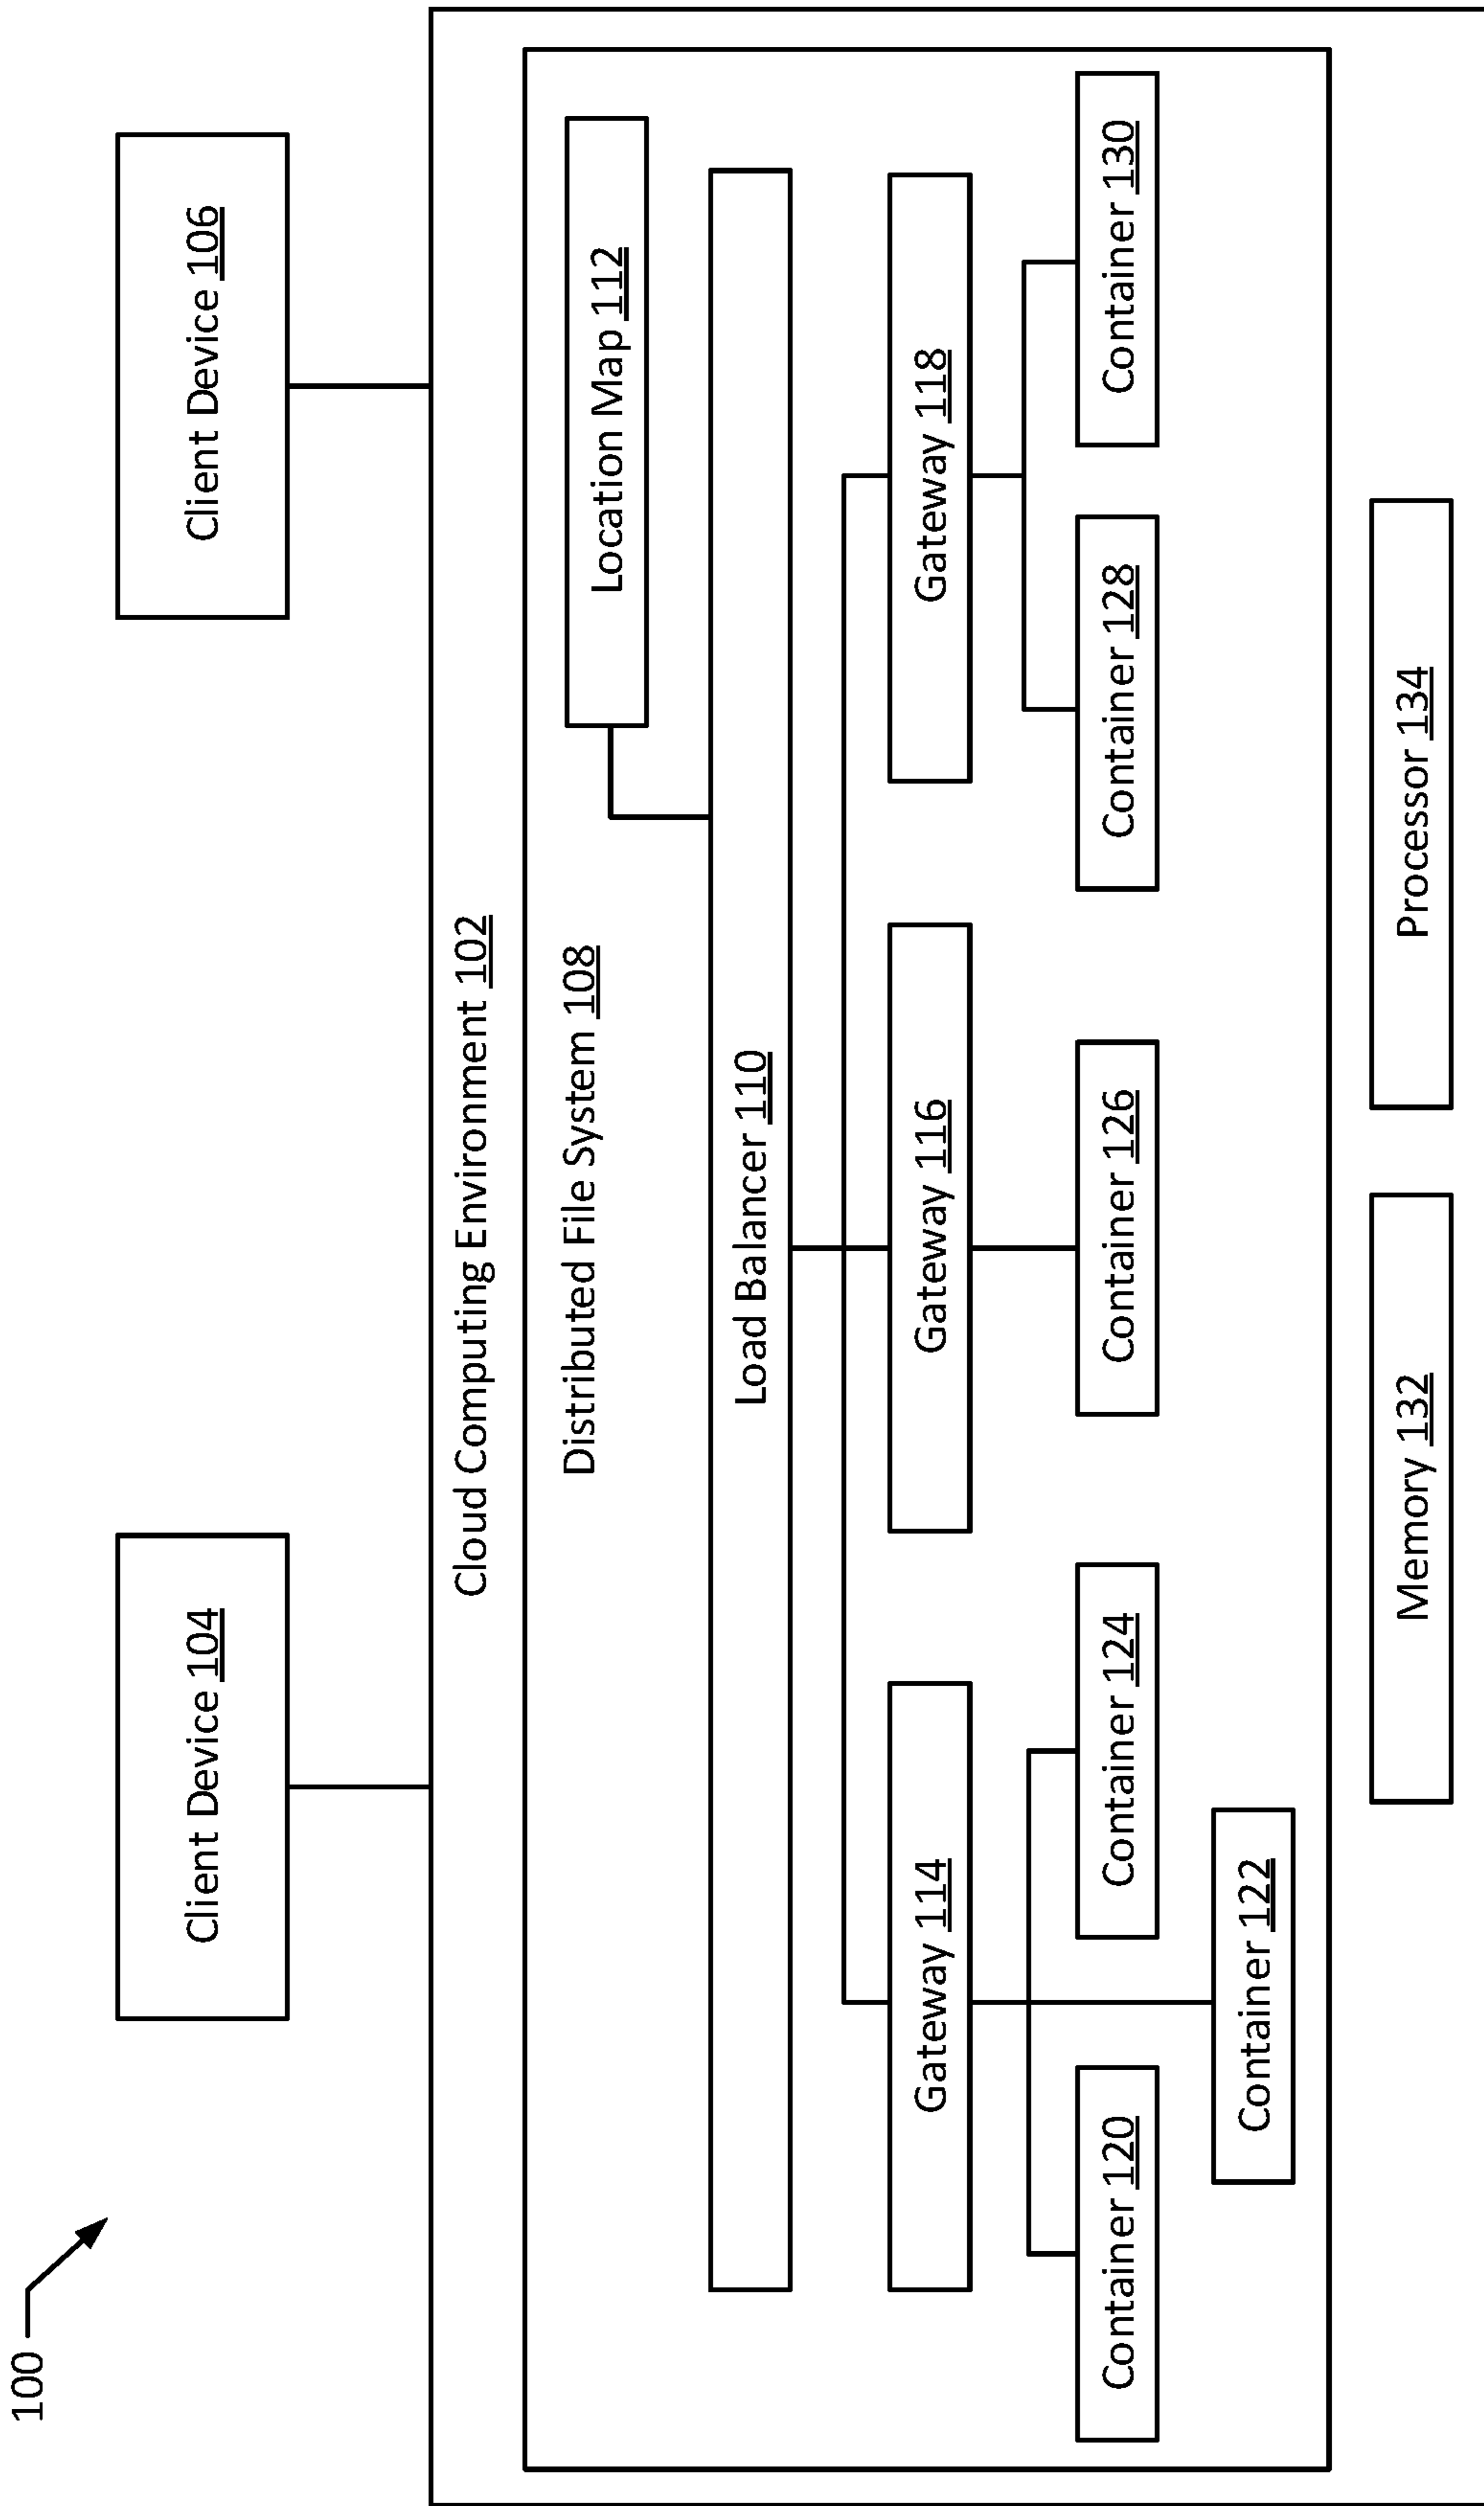 100
Client Device 104
Client Device 106
Cloud Computing Environment 102
Distributed File System 108
Location Map 112
Load Balancer 110
Gateway 114
Gateway 116
Gateway 118
Container 120
Container 124
Container 126
Container 128
Container 130
Container 122
Memory 132
Processor 134